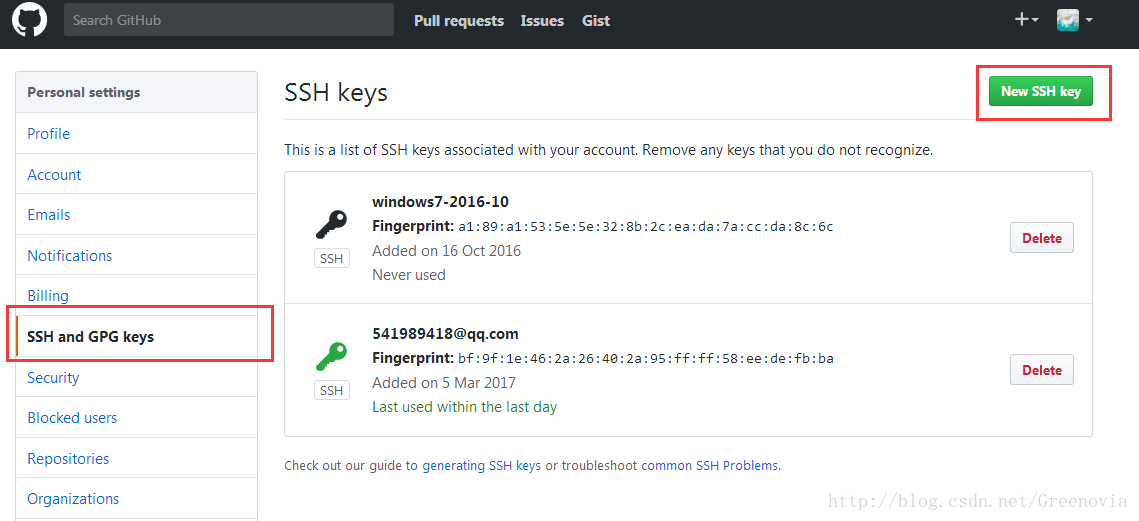 Search GitHub
Pull requests Issues Gist
Personal settings
Profile
Account
Emails
Notifications
Billing
SSH and GPG keys
Security
Blocked users
Repositories
Organizations
SSH keys
New SSH key
This is a list of SSH keys associated with your account. Remove any keys that you do not recognize.
windows7-2016-10
Fingerprint: a1:89:a1:53:5e:5e:32:8b:2c:ea:da:7a:cc:da:8c:6c
Added on 16 Oct 2016
Never used
SSH
Delete
541989418@qq.com
Fingerprint: bf:9f:1e:46:2a:26:40:2a:95:ff:ff:58:ee:de:fb:ba
Added on 5 Mar 2017
Last used within the last day
SSH
Delete
Check out our guide to generating SSH keys or troubleshoot common SSH Problems.
http://blog.csdn.net/Greenovia